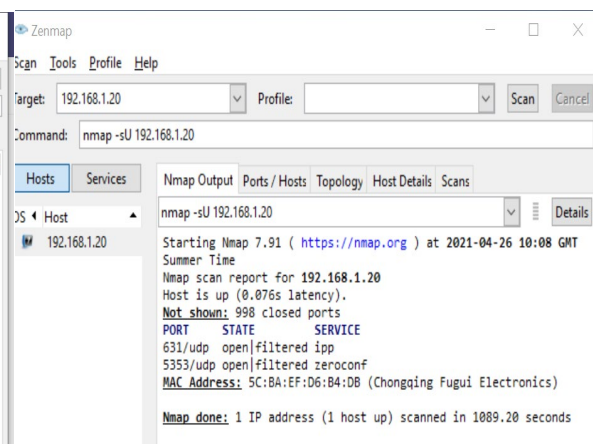 Zenmap
Scan Tools Profile Help
Target: 192.168.1.20 Profile: Scan Cancel
Command: nmap -sU 192.168.1.20
Hosts Services Nmap Output Ports / Hosts Topology Host Details Scans
OS Host
nmap -sU 192.168.1.20 Details
192.168.1.20
Starting Nmap 7.91 ( https://nmap.org ) at 2021-04-26 10:08 GMT
Summer Time
Nmap scan report for 192.168.1.20
Host is up (0.076s latency).
Not shown: 998 closed ports
PORT STATE SERVICE
631/udp open|filtered ipp
5353/udp open|filtered zeroconf
MAC Address: 5C:BA:EF:D6:B4:DB (Chongqing Fugui Electronics)
Nmap done: 1 IP address (1 host up) scanned in 1089.20 seconds